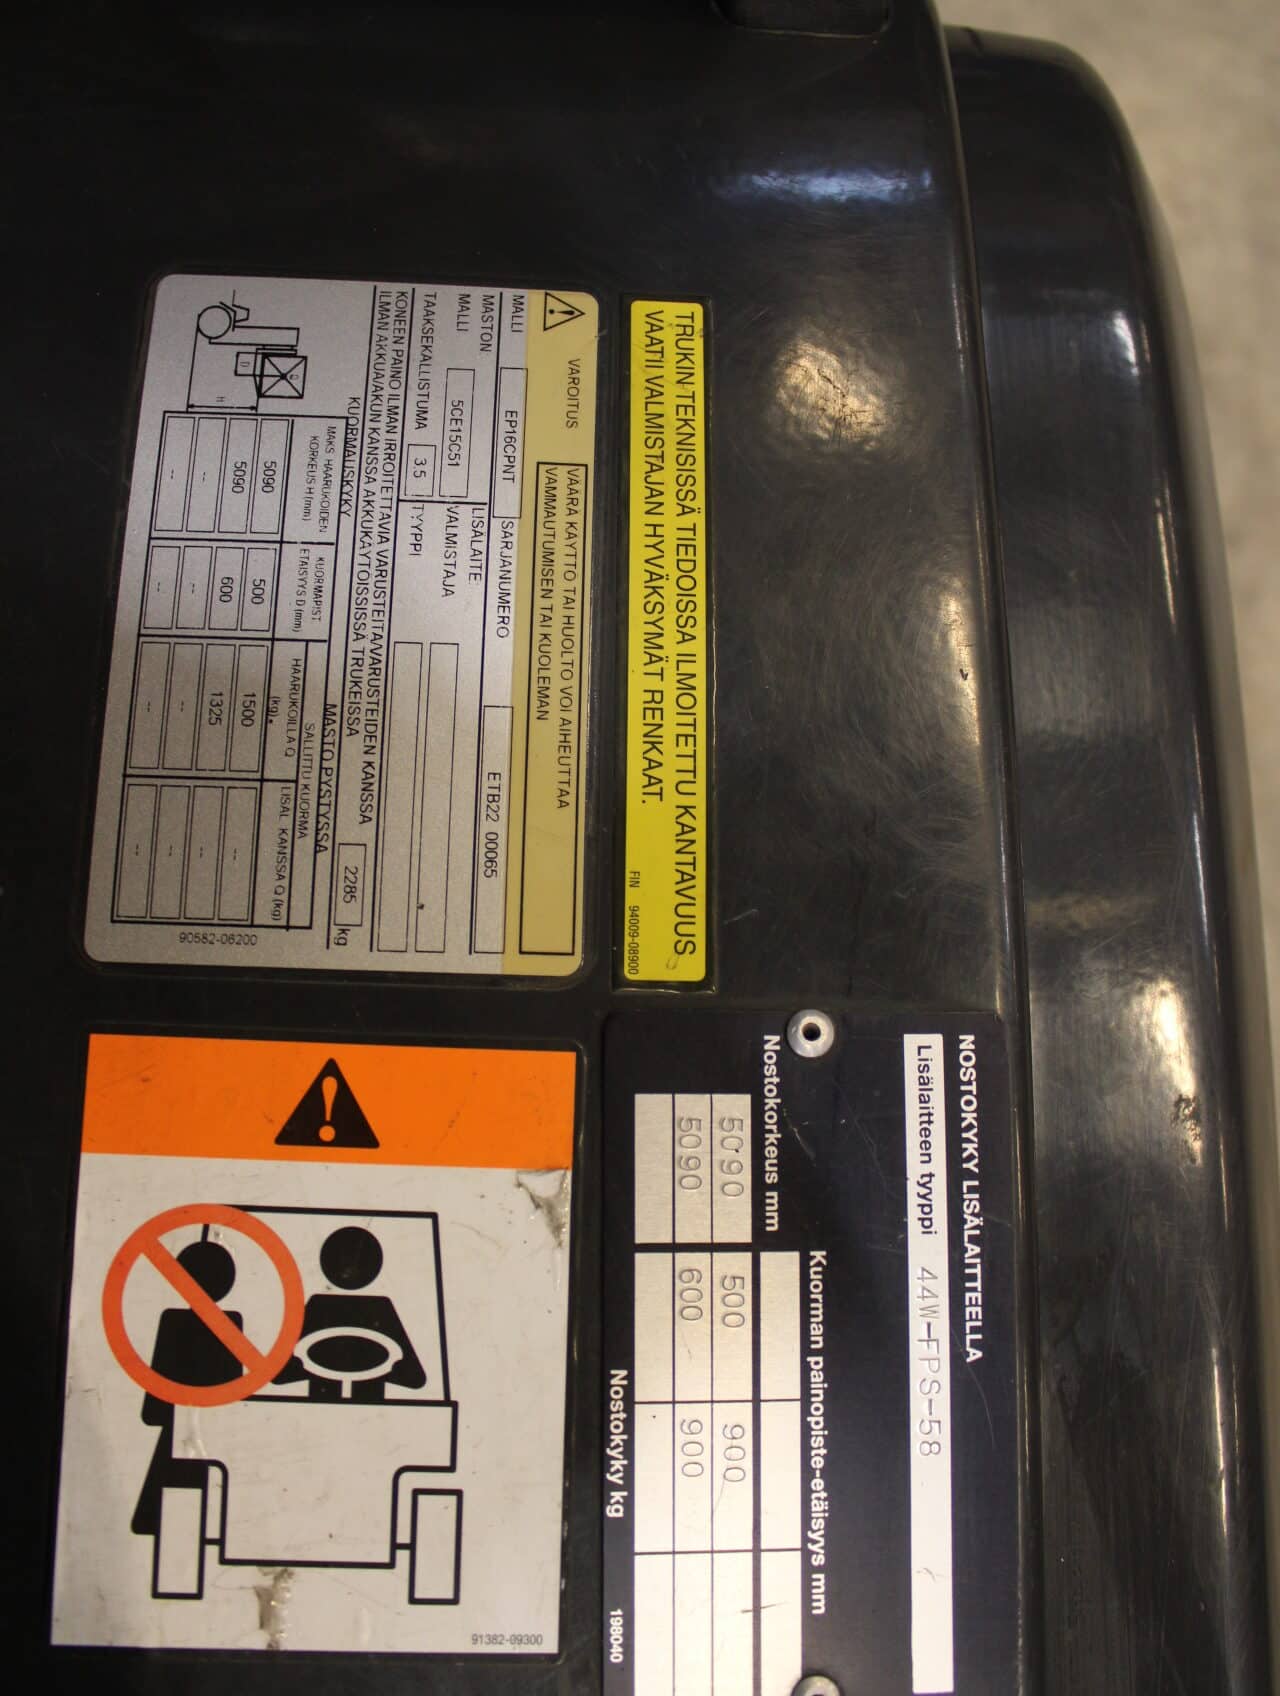 VAROITUS
VÄÄRÄ KÄYTTÖ TAI HUOLTO VOI AIHEUTTAA
VAMMAUTUMISEN TAI KUOLEMAN
MALLI EP16CPNT SARJANUMERO ETB22 00065
MASTON
MALLI 5CE15C51
LISÄLAITE:
VALMISTAJA
TAAKSEKALLISTUMA 3.5 TYYPPI
KONEEN PAINO ILMAN IRROITETTAVIA VARUSTEITA/VARUSTEIDEN KANSSA
ILMAN AKKUA/AKUN KANSSA AKKUKÄYTÖISSISSÄ TRUKEISSA 2285 kg
KUORMAUSKYKY MASTO PYSTYSSÄ
MAKS. HAARUKOIDEN
KORKEUS H (mm)
KUORMAPIST.
ETÄISYYS D (mm)
SALLITTU KUORMA
HAARUKOILLA Q
(kg)
LISÄL. KANSSA Q (kg)
5090 500 1500 --
5090 600 1325 --
-- -- -- --
-- -- -- --
Q
D
H
90582-06200
TRUKIN TEKNISISSÄ TIEDOISSA ILMOITETTU KANTAVUUS
VAATII VALMISTAJAN HYVÄKSYMÄT RENKAAT.
FIN 94009-08900
NOSTOKYKY LISÄLAITTEELLA
Lisälaitteen tyyppi 44W-FPS-58
Kuorman painopiste-etäisyys mm
Nostokorkeus mm
5090 500 900
5090 600 900
Nostokyky kg
198040
91382-09300